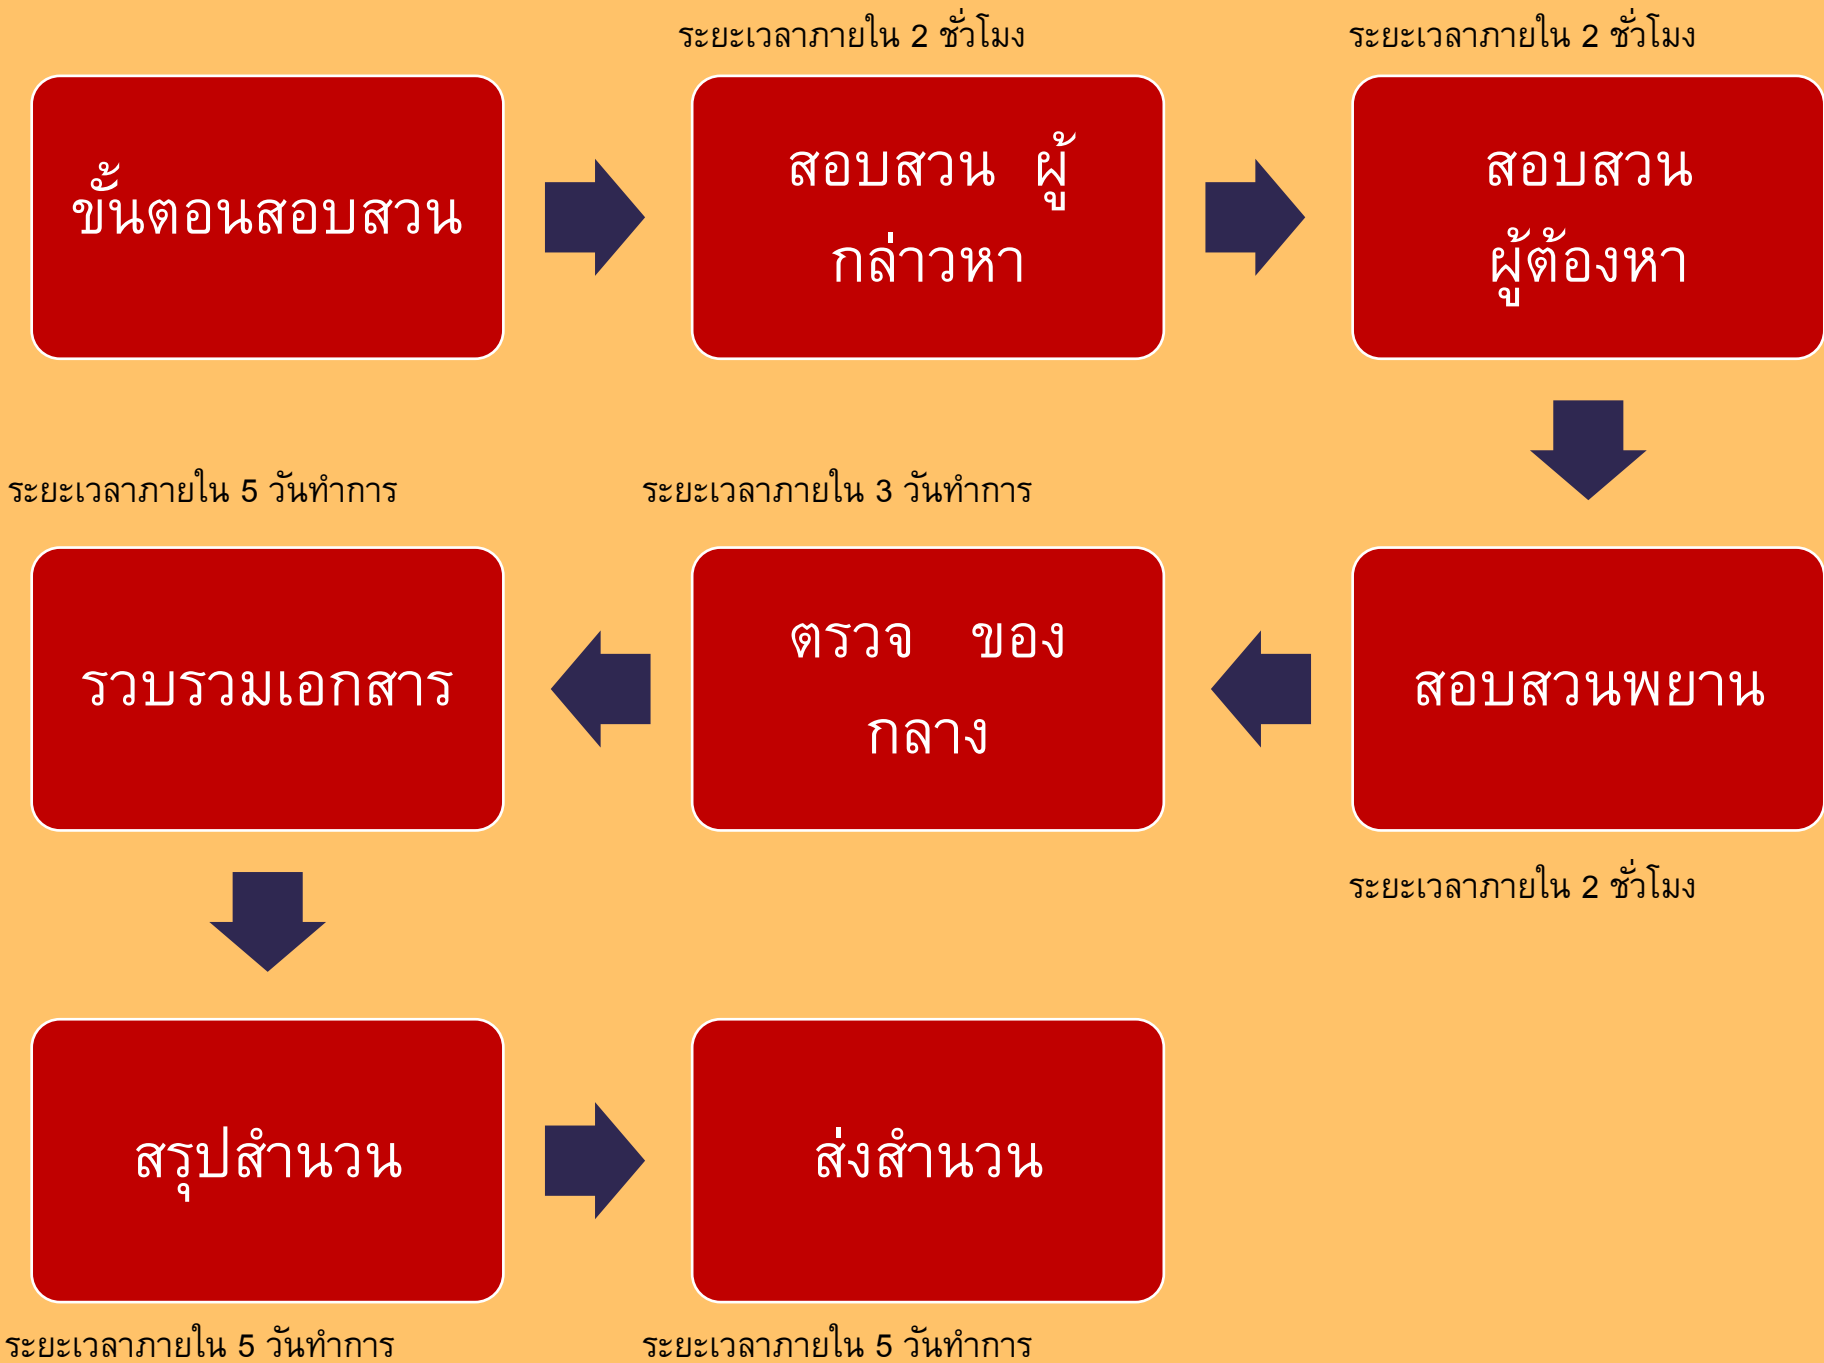 ระยะเวลาภายใน 2 ชั่วโมง
ระยะเวลาภายใน 2 ชั่วโมง
ขั้นตอนสอบสวน
สอบสวน ผู้
กล่าวหา
สอบสวน
ผู้ต้องหา
ระยะเวลาภายใน 5 วันทำการ
ระยะเวลาภายใน 3 วันทำการ
สอบสวนพยาน
ตรวจ ของ
กลาง
รวบรวมเอกสาร
ระยะเวลาภายใน 2 ชั่วโมง
สรุปสำนวน
ส่งสำนวน
ระยะเวลาภายใน 5 วันทำการ
ระยะเวลาภายใน 5 วันทำการ